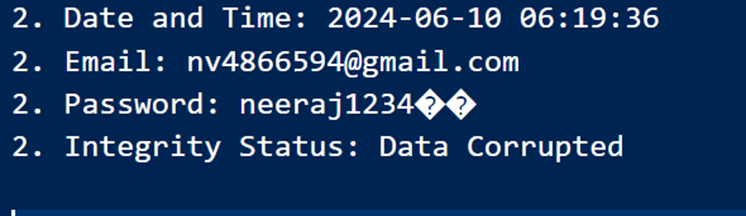 2. Date and Time: 2024-06-10 06:19:36
2. Email: nv4866594@gmail.com
2. Password: neeraj1234��
2. Integrity Status: Data Corrupted